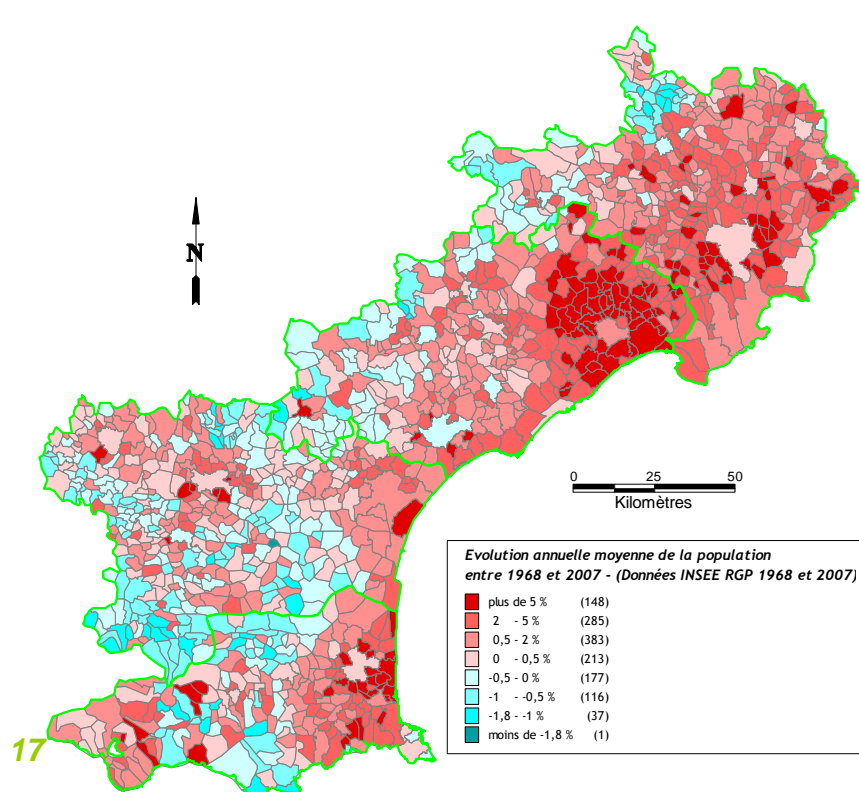 N
0 25 50
Kilomètres
Evolution annuelle moyenne de la population
entre 1968 et 2007 - (Données INSEE RGP 1968 et 2007)
plus de 5 % (148)
2 - 5 % (285)
0,5 - 2 % (383)
0 - 0,5 % (213)
-0,5 - 0 % (177)
-1 - -0,5 % (116)
-1,8 - -1 % (37)
moins de -1,8 % (1)
17